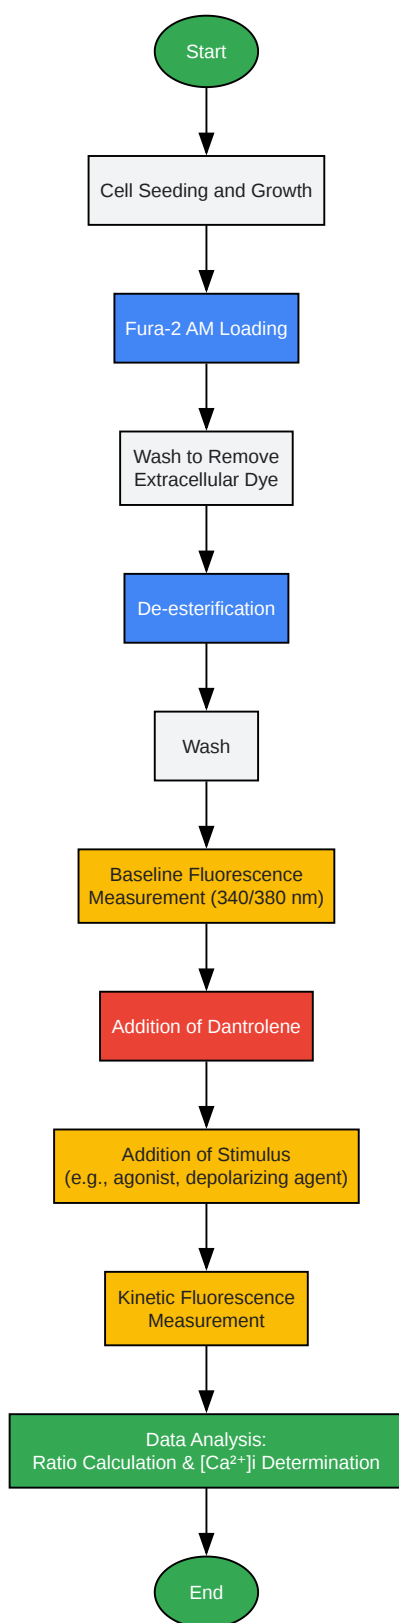 Start
Cell Seeding and Growth
Fura-2 AM Loading
Wash to Remove
Extracellular Dye
De-esterification
Wash
Baseline Fluorescence
Measurement (340/380 nm)
Addition of Dantrolene
Addition of Stimulus
(e.g., agonist, depolarizing agent)
Kinetic Fluorescence
Measurement
Data Analysis:
Ratio Calculation & [Ca²⁺]i Determination
End